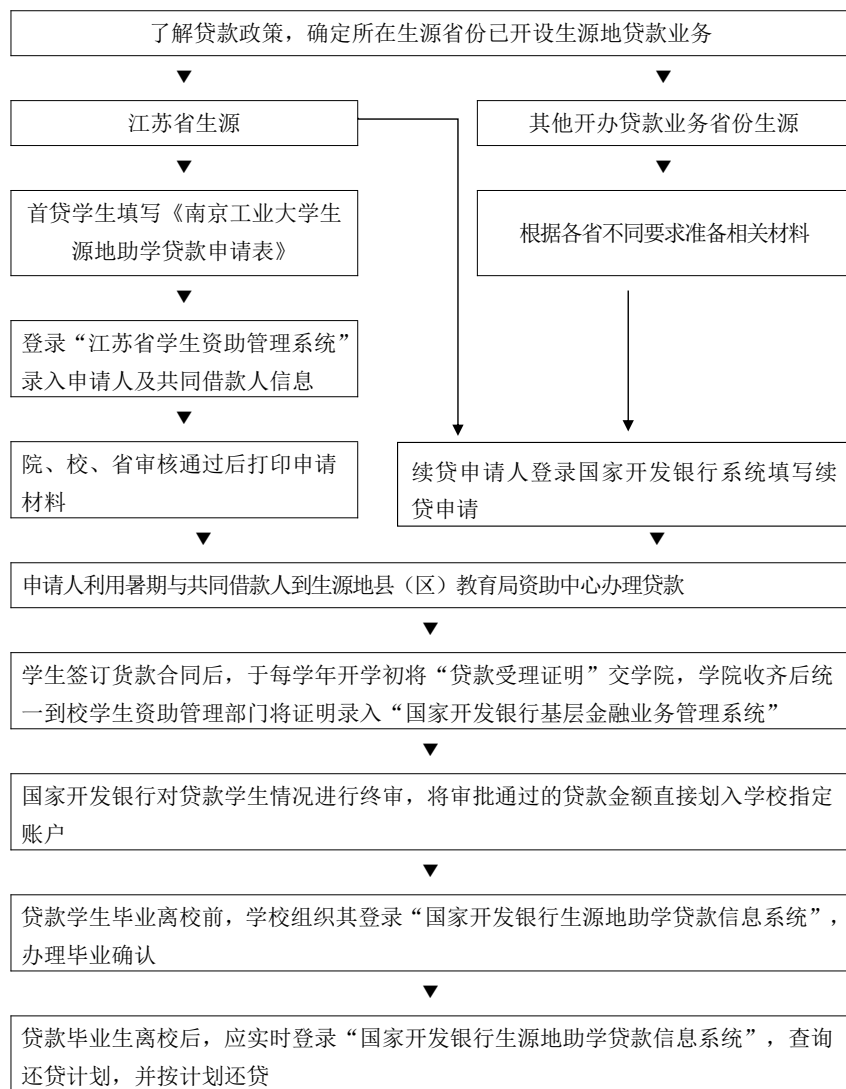 了解贷款政策，确定所在生源省份已开设生源地贷款业务
江苏省生源
其他开办贷款业务省份生源
首贷学生填写《南京工业大学生
源地助学贷款申请表》
根据各省不同要求准备相关材料
登录“江苏省学生资助管理系统”
录入申请人及共同借款人信息
院、校、省审核通过后打印申请
材料
续贷申请人登录国家开发银行系统填写续
贷申请
申请人利用暑期与共同借款人到生源地县（区）教育局资助中心办理贷款
学生签订货款合同后，于每学年开学初将“贷款受理证明”交学院，学院收齐后统
一到校学生资助管理部门将证明录入“国家开发银行基层金融业务管理系统”
国家开发银行对贷款学生情况进行终审，将审批通过的贷款金额直接划入学校指定
账户
贷款学生毕业离校前，学校组织其登录“国家开发银行生源地助学贷款信息系统”，
办理毕业确认
贷款毕业生离校后，应实时登录“国家开发银行生源地助学贷款信息系统”，查询
还贷计划，并按计划还贷